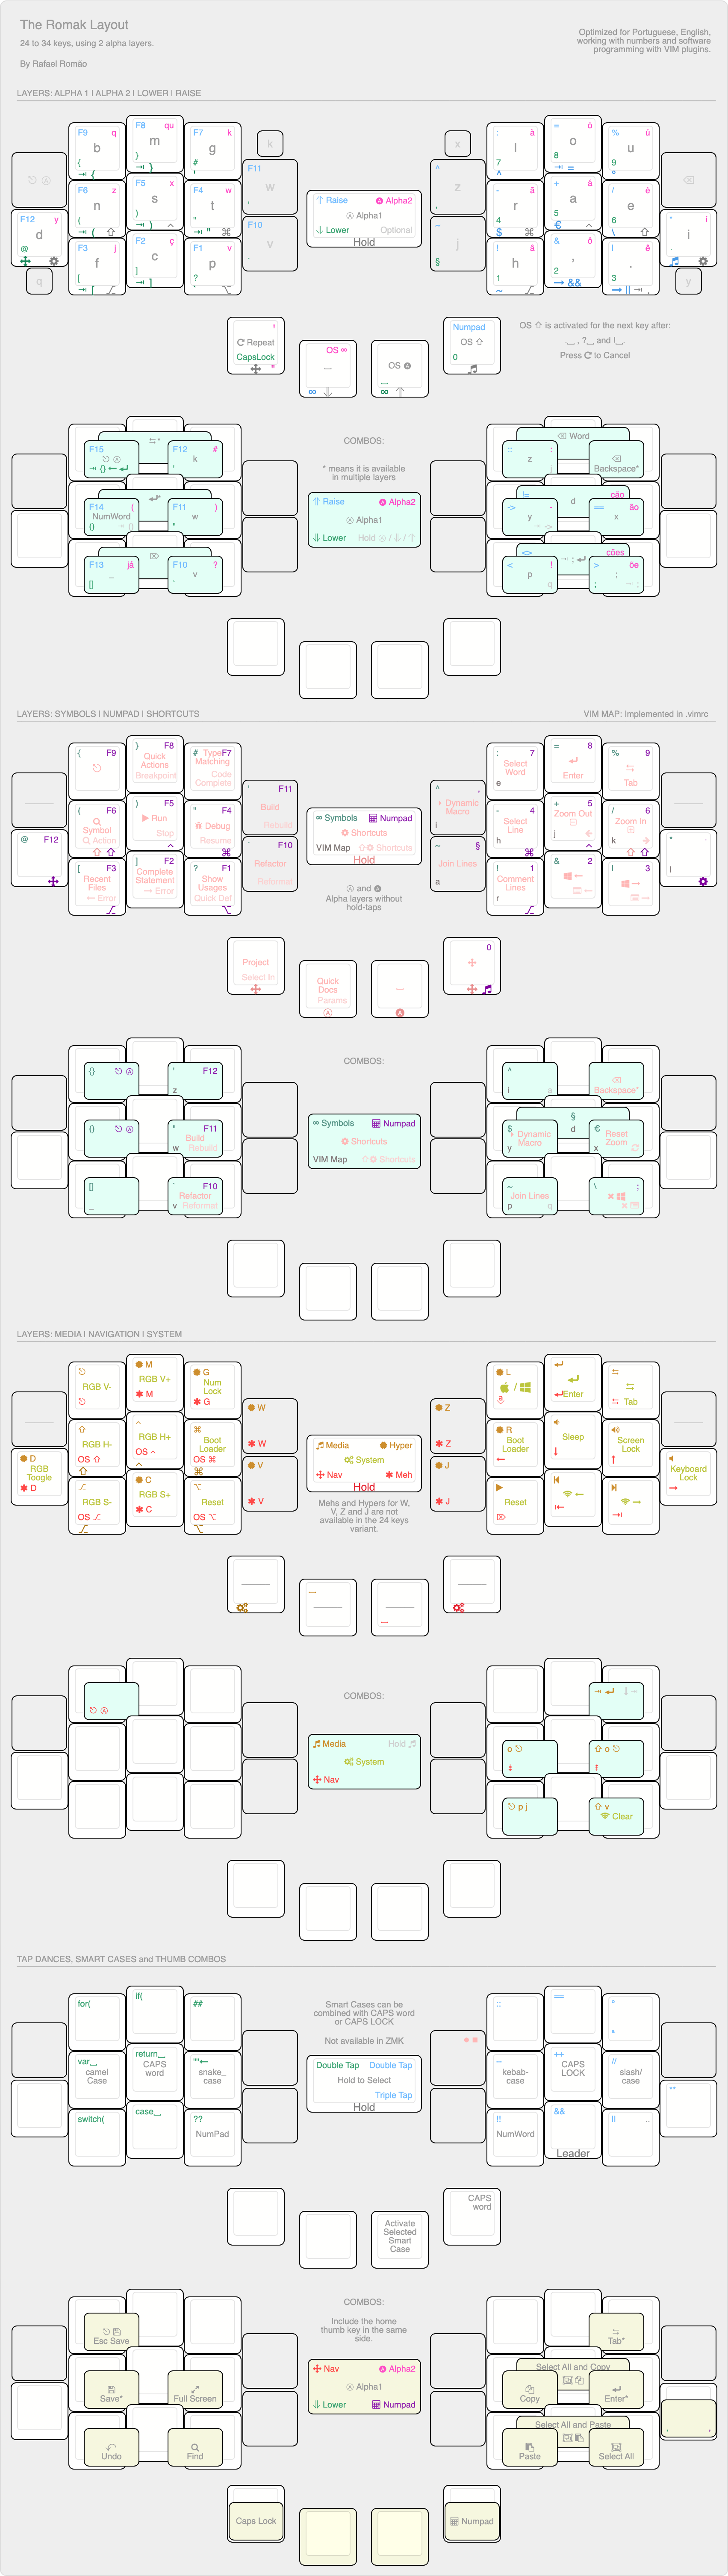 The Romak Layout
24 to 34 keys, using 2 alpha layers.
By Rafael Romão
Optimized for Portuguese, English,
working with numbers and software
programming with VIM plugins.
LAYERS: ALPHA 1 | ALPHA 2 | LOWER | RAISE
F9 q
b
{
F8 qu
m
}
F7 k
g
#
k
x
: à
l
7
= ó
o
8
% ú
u
9
F11
w
'
^
z
,
F6 z
n
(
F5 x
s
)
F4 w
t
"
Raise Alpha2
Alpha1
Lower Optional
Hold
- ã
r
4
$
+ á
a
5
€
/ é
e
6
\
F12 y
d
@
F10
v
~
j
§
* í
i
F3 j
f
[
F2 ç
c
]
F1 p v
?
! â
h
1
~
& õ
2
&&
| ê
.
3
||
q
y
Repeat
CapsLock
OS ∞
OS
Numpad
OS
0
OS ⇧ is activated for the next key after:
Press to Cancel
COMBOS:
* means it is available
in multiple layers
F15
F12 #
k
Word
:: z
Backspace*
F14 (
NumWord
()
F11 )
w
"
Raise Alpha2
Alpha1
Lower Hold
!= ção
d
-> -
y
== ão
x
F13 já
[]
F10 ?
v
<> ções
< !
p q
> õe
;
LAYERS: SYMBOLS | NUMPAD | SHORTCUTS
VIM MAP: Implemented in .vimrc
{ F9
} F8
Quick
Actions
Breakpoint
# Type F7
Matching
Code
Complete
: 7
Select
Word
e
= 8
Enter
% 9
Tab
' F11
Build
Rebuild
^ ,
Dynamic
Macro
i
( F6
Symbol
Action
) F5
Run
Stop
" F4
Debug
Resume
∞ Symbols Numpad
Shortcuts
VIM Map Shortcuts
Hold
- 4
Select
Line
h
+ 5
Zoom Out
j
/ 6
Zoom In
k
@ F12
` F10
Refactor
Reformat
~ §
Join Lines
a
* .
l
[ F3
Recent
Files
Error
] F2
Complete
Statement
Error
? F1
Show
Usages
Quick Def
and
Alpha layers without
hold-taps
! 1
Comment
Lines
r
& 2
| 3
Project
Select In
Quick
Docs
Params
0
COMBOS:
{}
' F12
z
^
i a
Backspace*
()
" F11
Build
w Rebuild
∞ Symbols Numpad
Shortcuts
VIM Map Shortcuts
§
d
$
Dynamic
Macro
y
€
Reset
Zoom
x
[]
_
` F10
Refactor
v Reformat
~
Join Lines
p q
\ ;
LAYERS: MEDIA | NAVIGATION | SYSTEM
RGB V-
M
RGB V+
M
G
Num
Lock
G
L
/
Enter
Tab
W
W
Z
Z
RGB H-
OS
RGB H+
OS
Boot
Loader
OS
Media Hyper
System
Nav Meh
Hold
R
Boot
Loader
Sleep
Screen
Lock
D
RGB
Toogle
D
V
V
J
J
Keyboard
Lock
RGB S-
OS
C
RGB S+
C
Reset
OS
Mehs and Hypers for W,
V, Z and J are not
available in the 24 keys
variant.
Reset
COMBOS:
Media Hold
System
Nav
o
o
p j
v
Clear
TAP DANCES, SMART CASES and THUMB COMBOS
for(
if(
##
Smart Cases can be
combined with CAPS word
or CAPS LOCK
Not available in ZMK
::
==
*
*
var_
camel
Case
return_
CAPS
word
""
snake_
case
Double Tap Double Tap
Hold to Select
Triple Tap
Hold
--
kebab-
case
++
CAPS
LOCK
//
slash/
case
**
switch(
case_
??
NumPad
!!
NumWord
&&
Leader
|| ..
Activate
Selected
Smart
Case
CAPS
word
COMBOS:
Include the home
thumb key in the same
side.
Esc Save
Tab*
Save*
Full Screen
Nav Alpha2
Alpha1
Lower Numpad
Select All and Copy
Copy
Enter*
Undo
Find
Select All and Paste
Paste
Select All
Caps Lock
Numpad